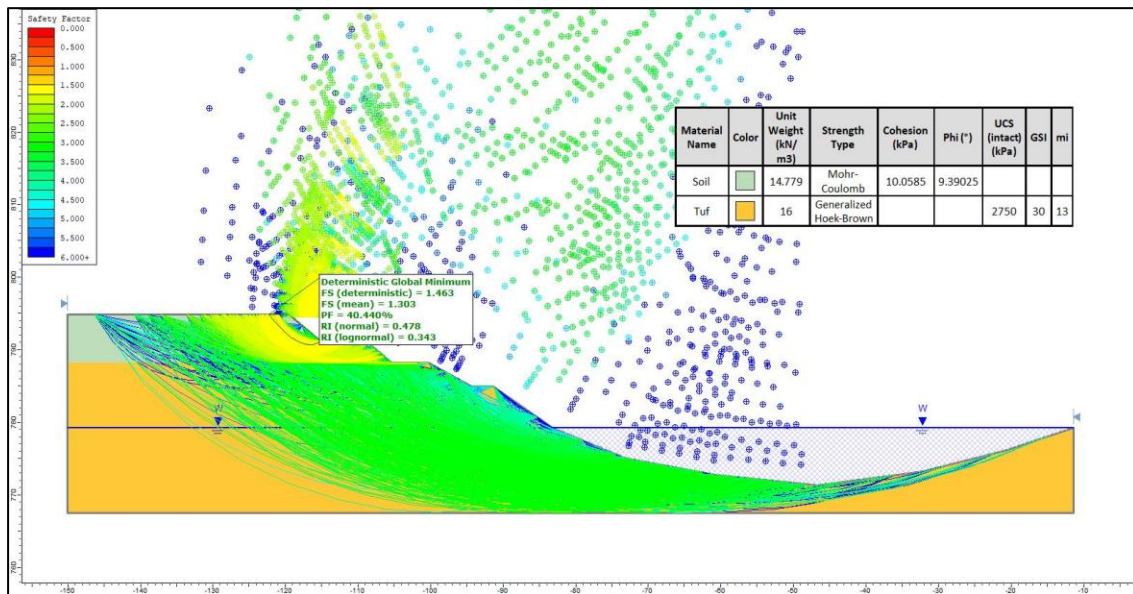 Safety Factor
0.000
0.500
1.000
1.500
2.000
2.500
3.000
3.500
4.000
4.500
5.000
5.500
6.000+
Material Name Color Unit Weight (kN/m3) Strength Type Cohesion (kPa) Phi (°) UCS (intact) (kPa) GSI mi
Soil 14.779 Mohr-Coulomb 10.0585 9.39025
Tuf 16 Generalized Hoek-Brown 2750 30 13
Deterministic Global Minimum
FS (deterministic) = 1.463
FS (mean) = 1.303
PF = 40.440%
RI (normal) = 0.478
RI (lognormal) = 0.343
W
W
830
820
810
800
790
780
770
760
-150 -140 -130 -120 -110 -100 -90 -80 -70 -60 -50 -40 -30 -20 -10